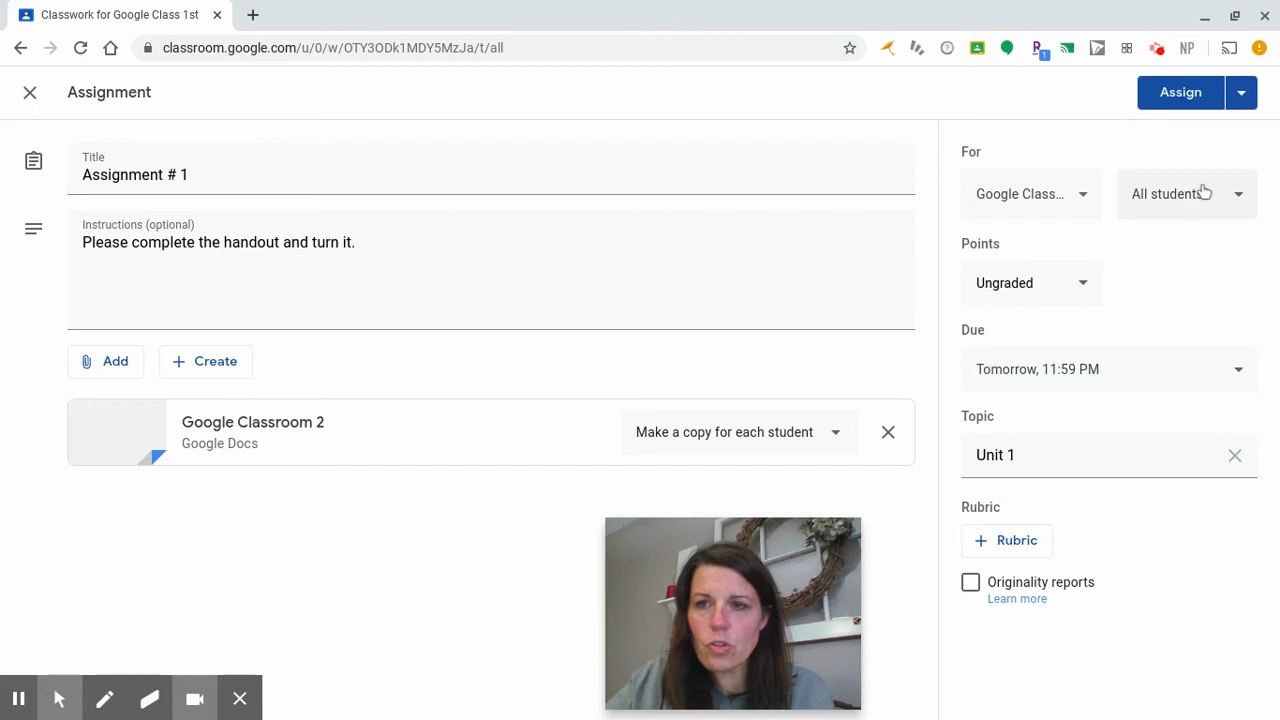 Classwork for Google Class 1st
classroom.google.com/u/0/w/OTY3ODk1MDY5MzJa/t/all
R
1
NP
Assignment
Assign
Title
Assignment # 1
Instructions (optional)
Please complete the handout and turn it.
Add
Create
Google Classroom 2
Google Docs
Make a copy for each student
For
Google Class...
All students
Points
Ungraded
Due
Tomorrow, 11:59 PM
Topic
Unit 1
Rubric
Rubric
Originality reports
Learn more